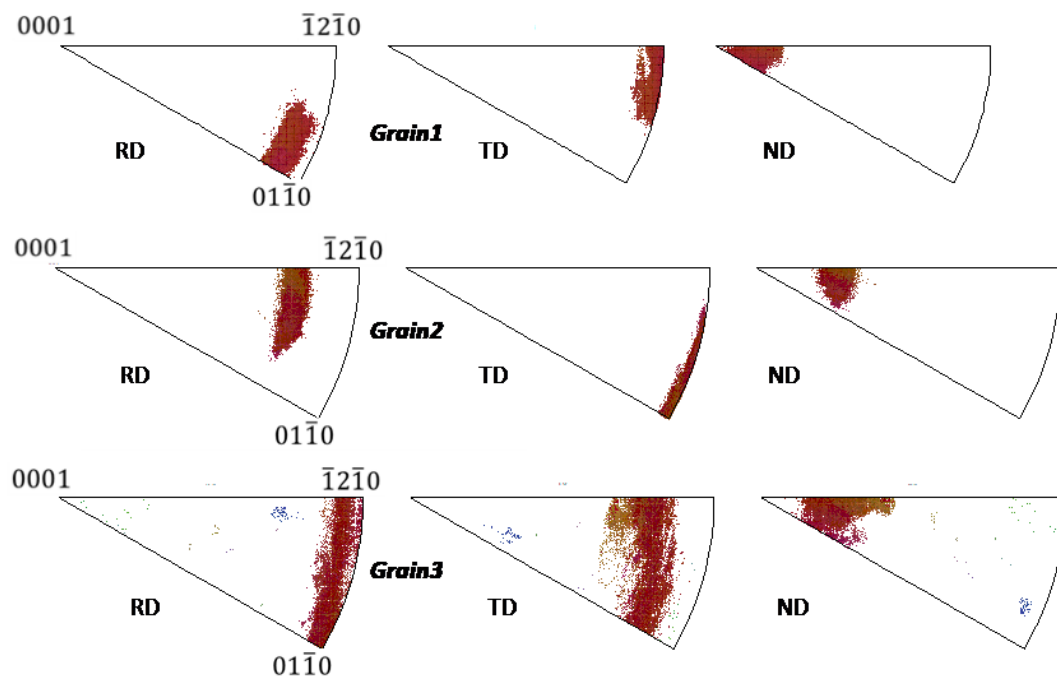 0001 1̅21̅0
Grain1
RD TD ND
011̅0
0001 1̅21̅0
Grain2
RD TD ND
011̅0
0001 1̅21̅0
Grain3
RD TD ND
011̅0